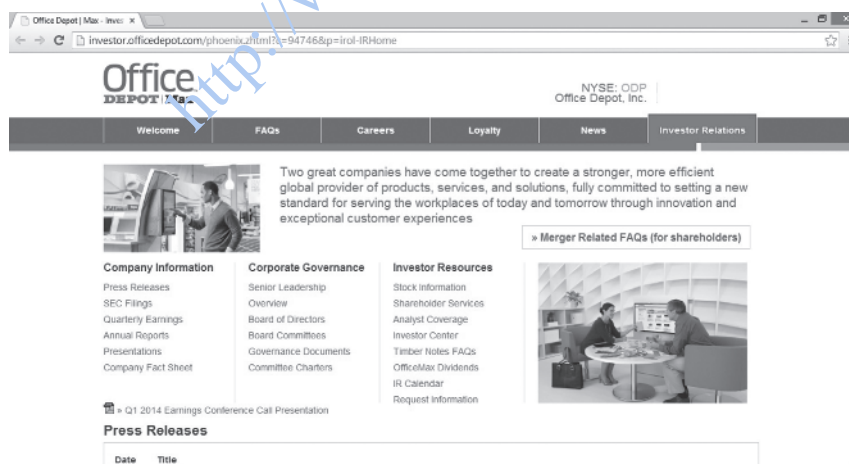 Office Depot | Max - Inves
investor.officedepot.com/phoenix.zhtml?c=94746&p=irol-IRHome
http://
Office
DEPOT | Max
NYSE: ODP
Office Depot, Inc.
Welcome FAQs Careers Loyalty News Investor Relations
Two great companies have come together to create a stronger, more efficient
global provider of products, services, and solutions, fully committed to setting a new
standard for serving the workplaces of today and tomorrow through innovation and
exceptional customer experiences
» Merger Related FAQs (for shareholders)
Company Information
Press Releases
SEC Filings
Quarterly Earnings
Annual Reports
Presentations
Company Fact Sheet
Corporate Governance
Senior Leadership
Overview
Board of Directors
Board Committees
Governance Documents
Committee Charters
Investor Resources
Stock Information
Shareholder Services
Analyst Coverage
Investor Center
Timber Notes FAQs
OfficeMax Dividends
IR Calendar
Request Information
» Q1 2014 Earnings Conference Call Presentation
Press Releases
Date Title